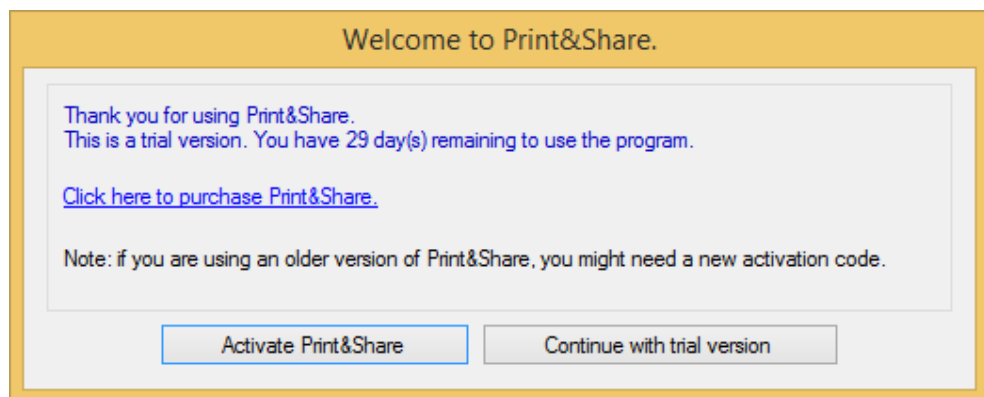 Welcome to Print&Share.
Thank you for using Print&Share.
This is a trial version. You have 29 day(s) remaining to use the program.
Click here to purchase Print&Share.
Note: if you are using an older version of Print&Share, you might need a new activation code.
Activate Print&Share
Continue with trial version